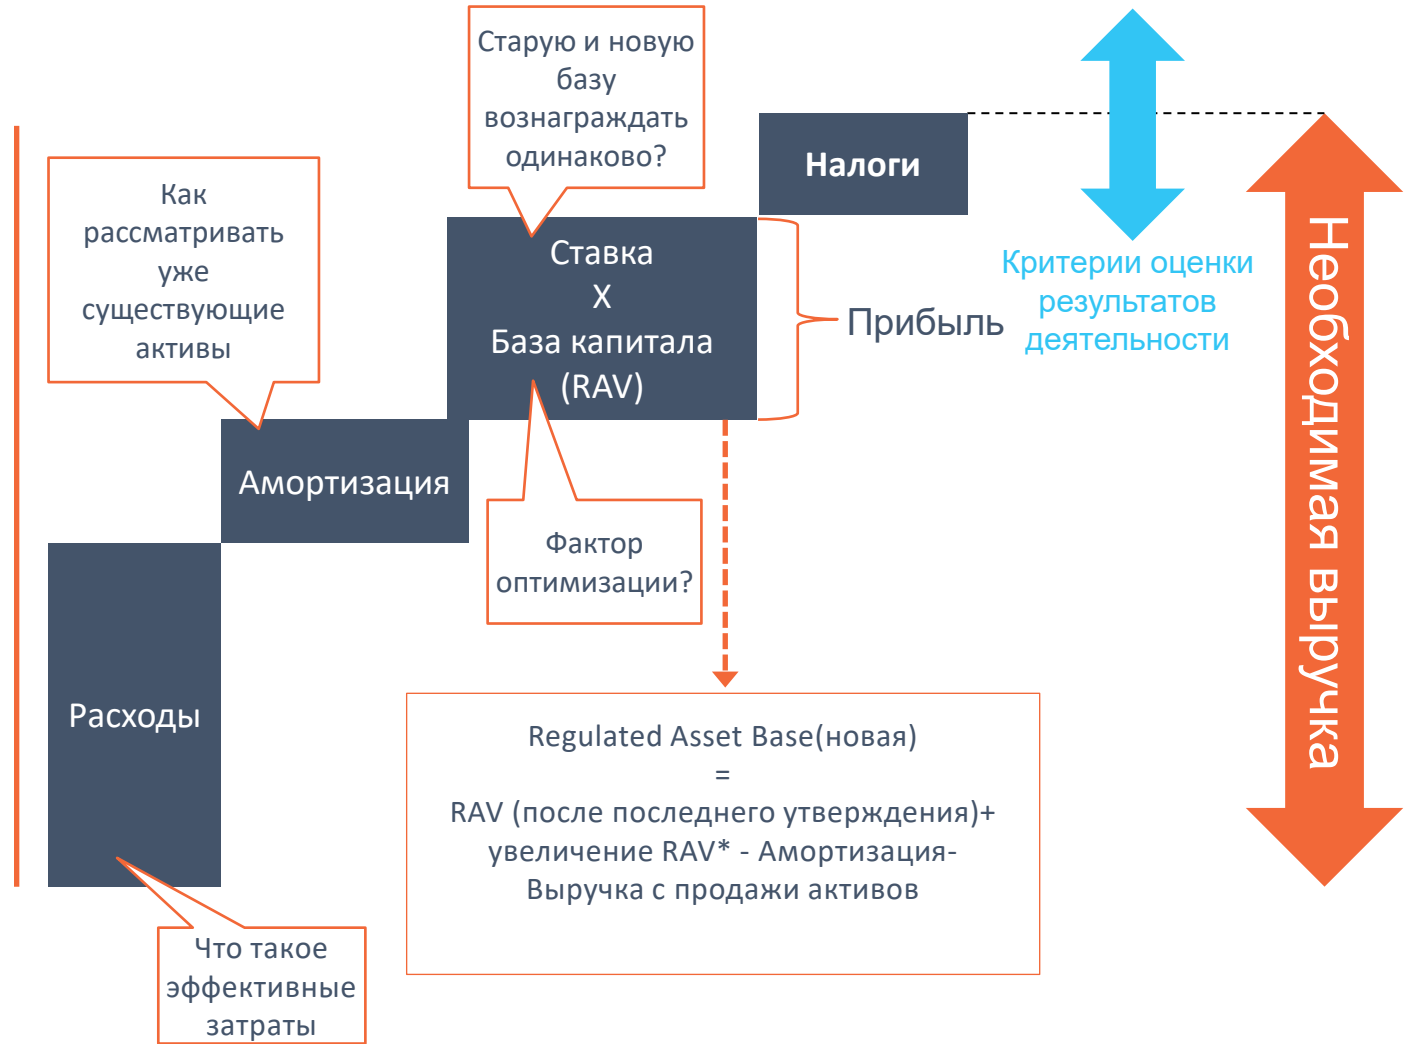 Старую и новую
базу
вознаграждать
одинаково?
Налоги
Как
рассматривать
уже
существующие
активы
Ставка
X
База капитала
(RAV)
Прибыль
Критерии оценки
результатов
деятельности
Необходимая выручка
Амортизация
Фактор
оптимизации?
Расходы
Regulated Asset Base(новая)
=
RAV (после последнего утверждения)+
увеличение RAV* - Амортизация-
Выручка с продажи активов
Что такое
эффективные
затраты